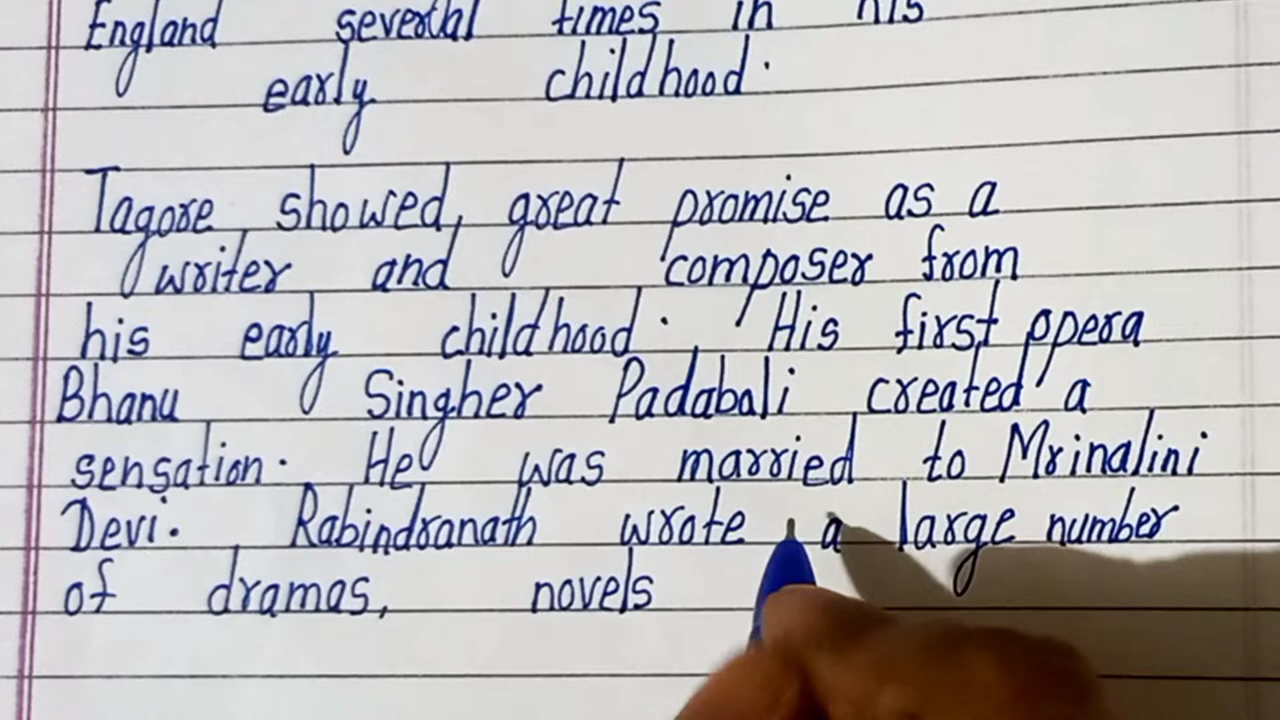 England several times in his
early childhood.
Tagore showed, great promise as a
writer and composer from
his early childhood. His first opera
Bhanu Singher Padabali created a
sensation. He was married to Mrinalini
Devi. Rabindranath wrote a large number
of dramas, novels